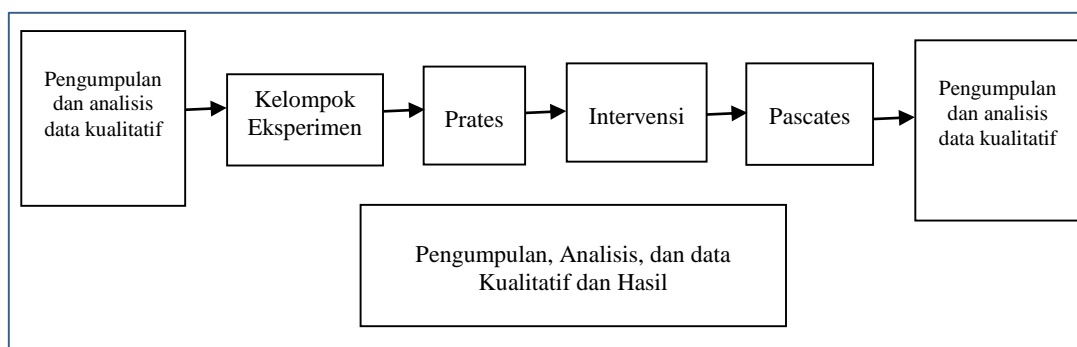 Pengumpulan
dan analisis
data kualitatif
Kelompok
Eksperimen
Prates
Intervensi
Pascates
Pengumpulan
dan analisis
data kualitatif
Pengumpulan, Analisis, dan data
Kualitatif dan Hasil